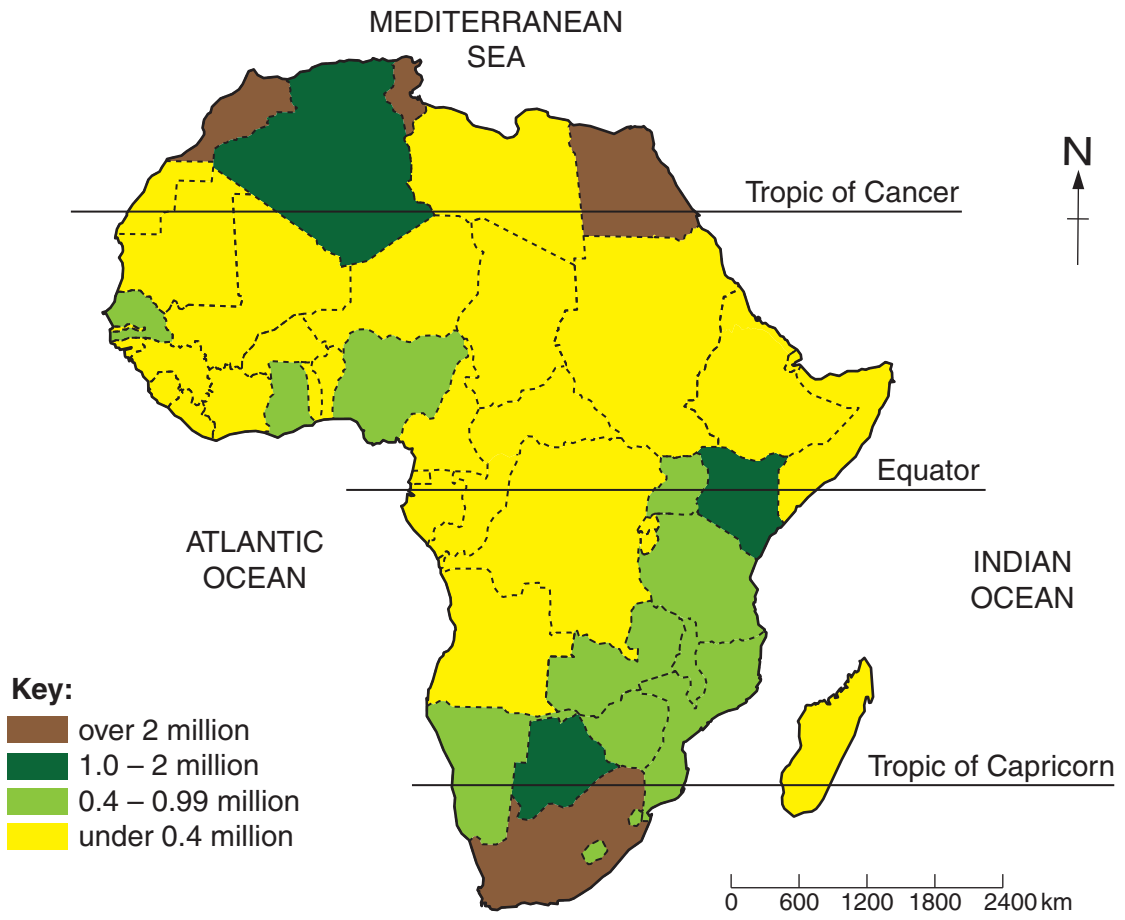 MEDITERRANEAN
SEA
N
Tropic of Cancer
Equator
ATLANTIC
OCEAN
INDIAN
OCEAN
Key:
over 2 million
1.0 – 2 million
0.4 – 0.99 million
under 0.4 million
Tropic of Capricorn
0 600 1200 1800 2400 km